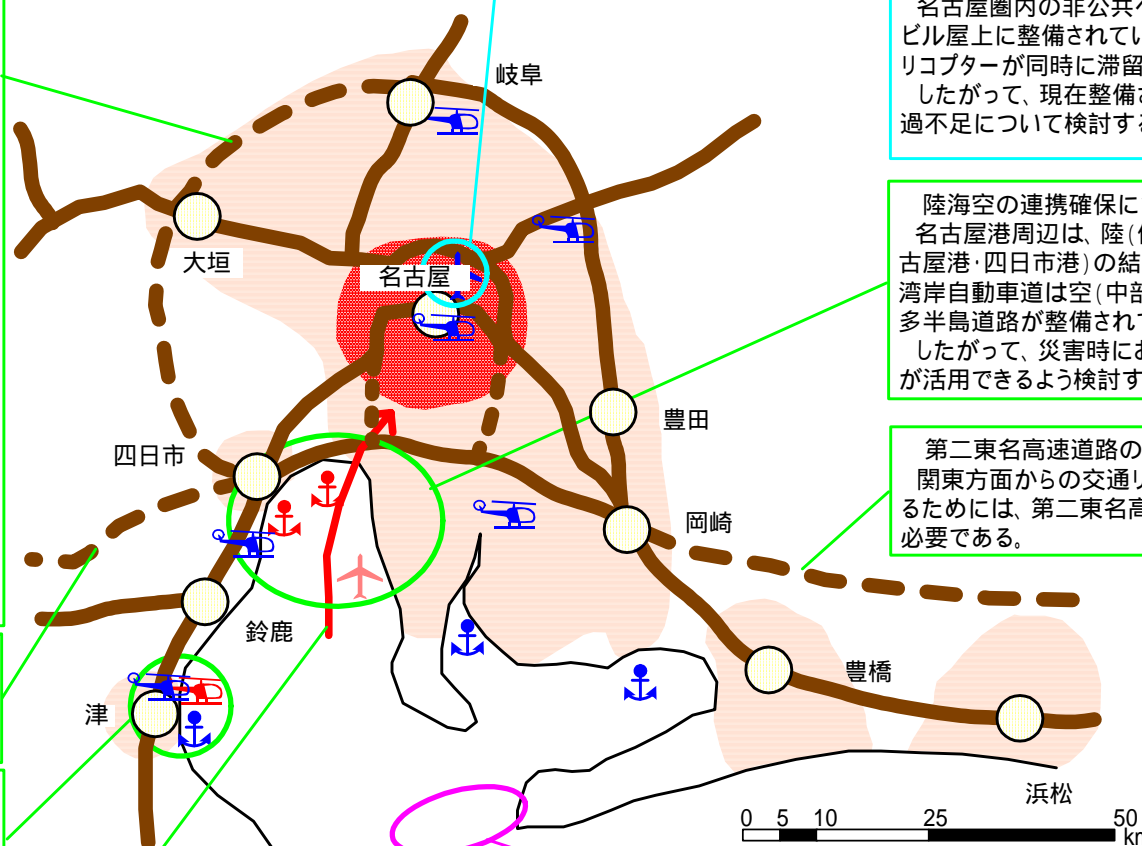 名古屋圏内の非公共ヘ
ビル屋上に整備されてい
リコプターが同時に滞留
したがって、現在整備さ
過不足について検討する
陸海空の連携確保に
名古屋港周辺は、陸(
古屋港・四日市港)の結
湾岸自動車道は空(中部
多半島道路が整備されて
したがって、災害時にお
が活用できるよう検討す
第二東名高速道路の
関東方面からの交通リ
るためには、第二東名高
必要である。
岐阜
大垣
名古屋
豊田
四日市
岡崎
鈴鹿
豊橋
津
浜松
0 5 10 25 50
km